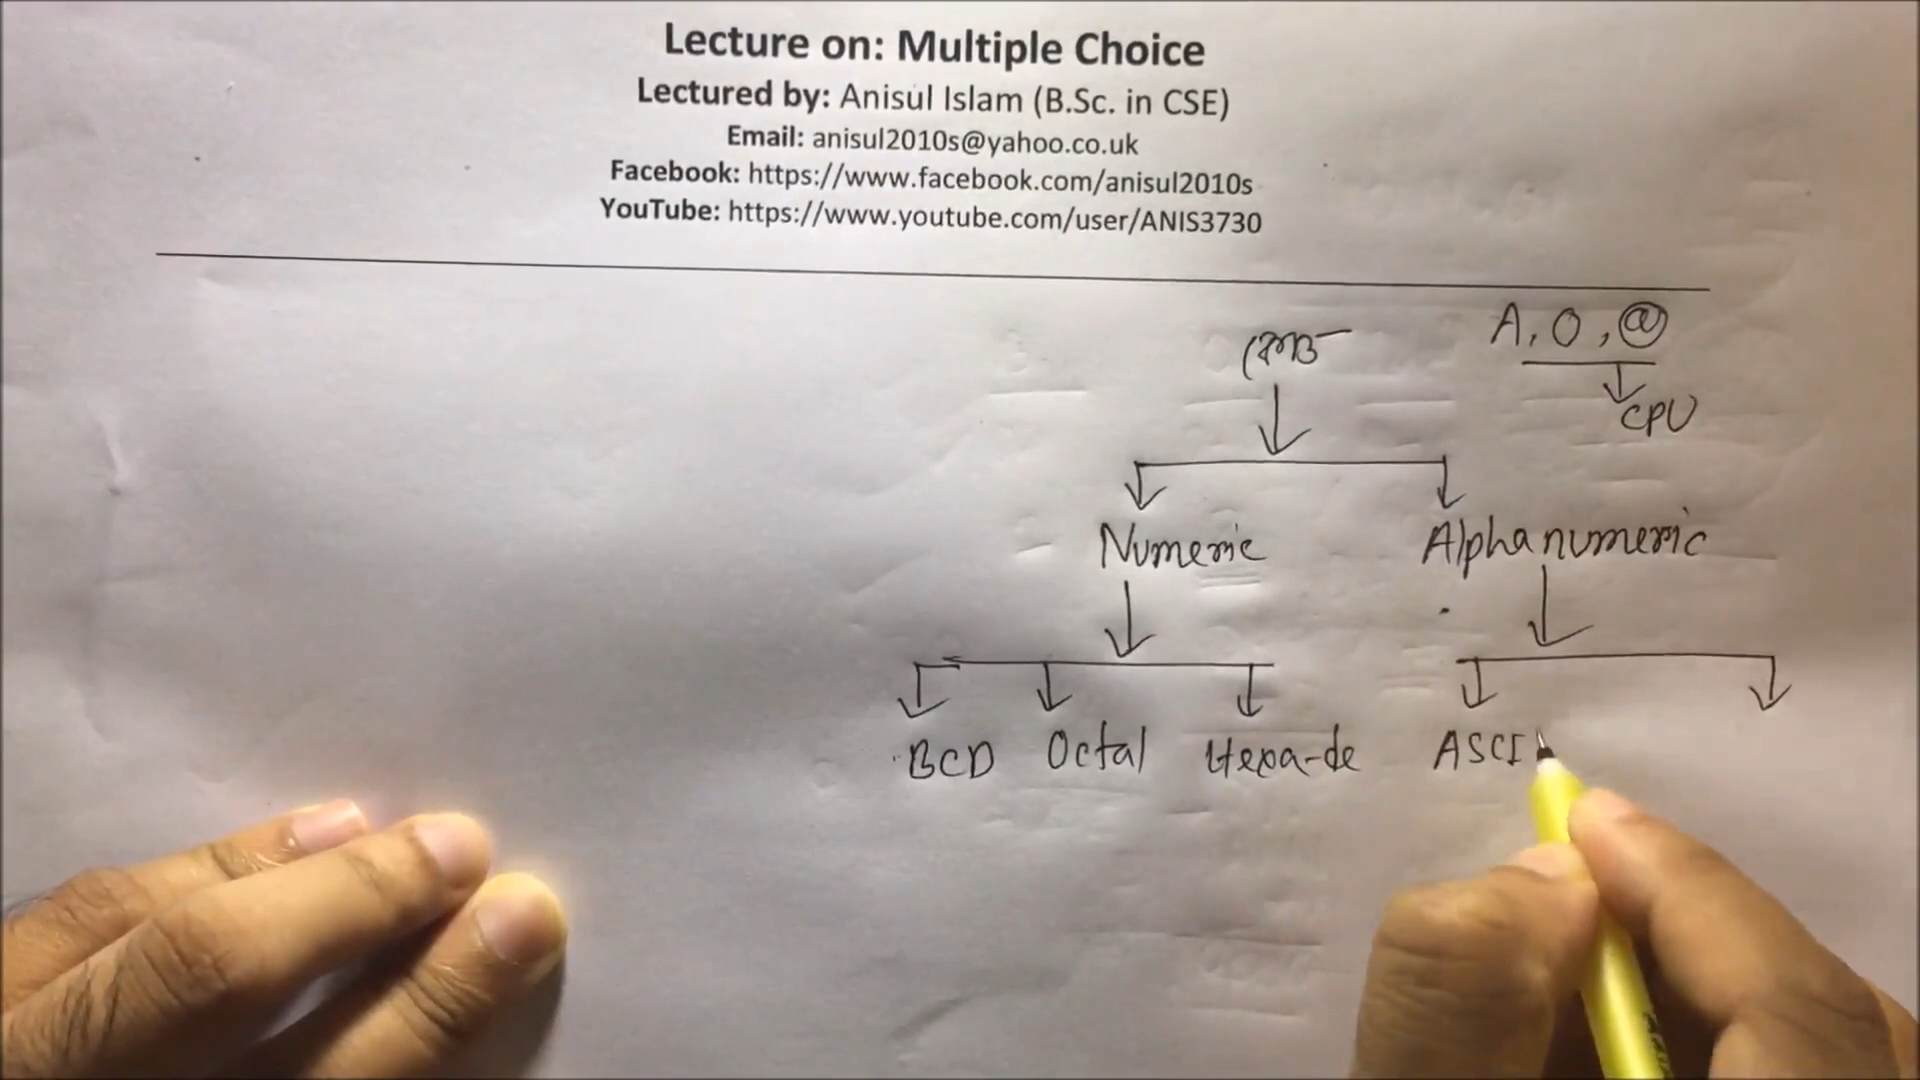 Lecture on: Multiple Choice
Lectured by: Anisul Islam (B.Sc. in CSE)
Email: anisul2010s@yahoo.co.uk
Facebook: https://www.facebook.com/anisul2010s
YouTube: https://www.youtube.com/user/ANIS3730
A, 0, @
কোড
CPU
Numeric Alphanumeric
BCD Octal Hexa-de ASCI